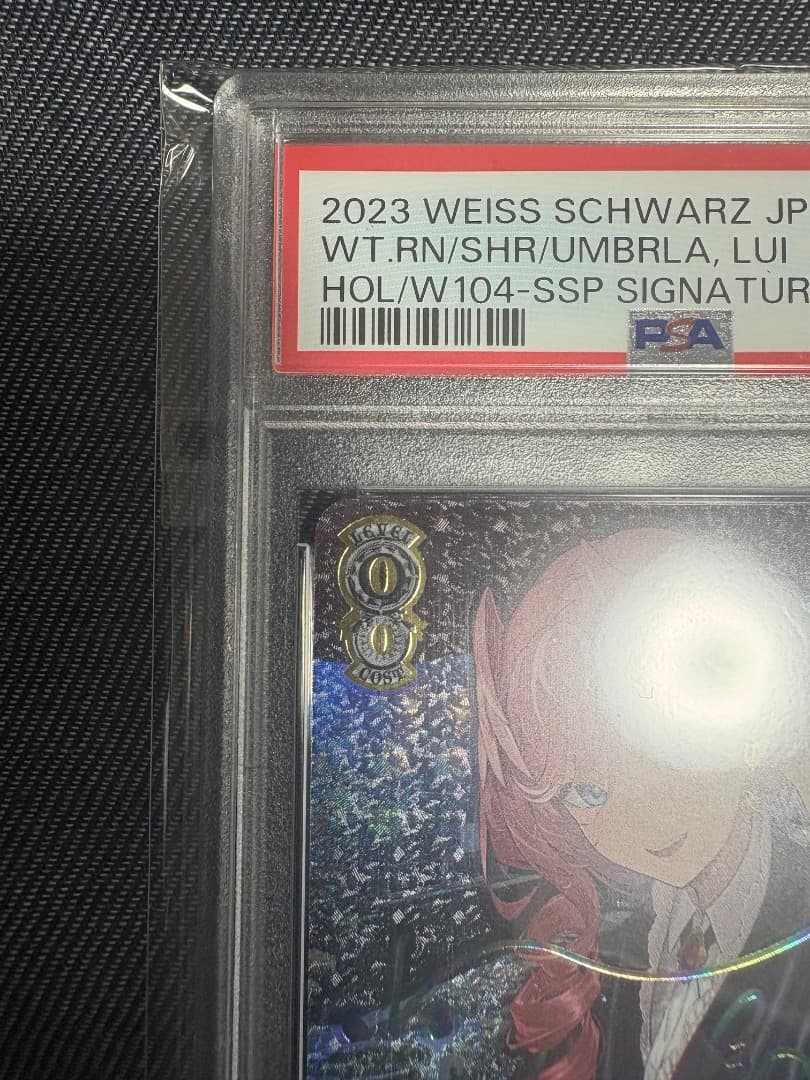 2023 WEISS SCHWARZ JP
WT.RN/SHR/UMBRLA, LUI
HOL/W104-SSP SIGNATUR
PSA
LEVEL
0
0
COST